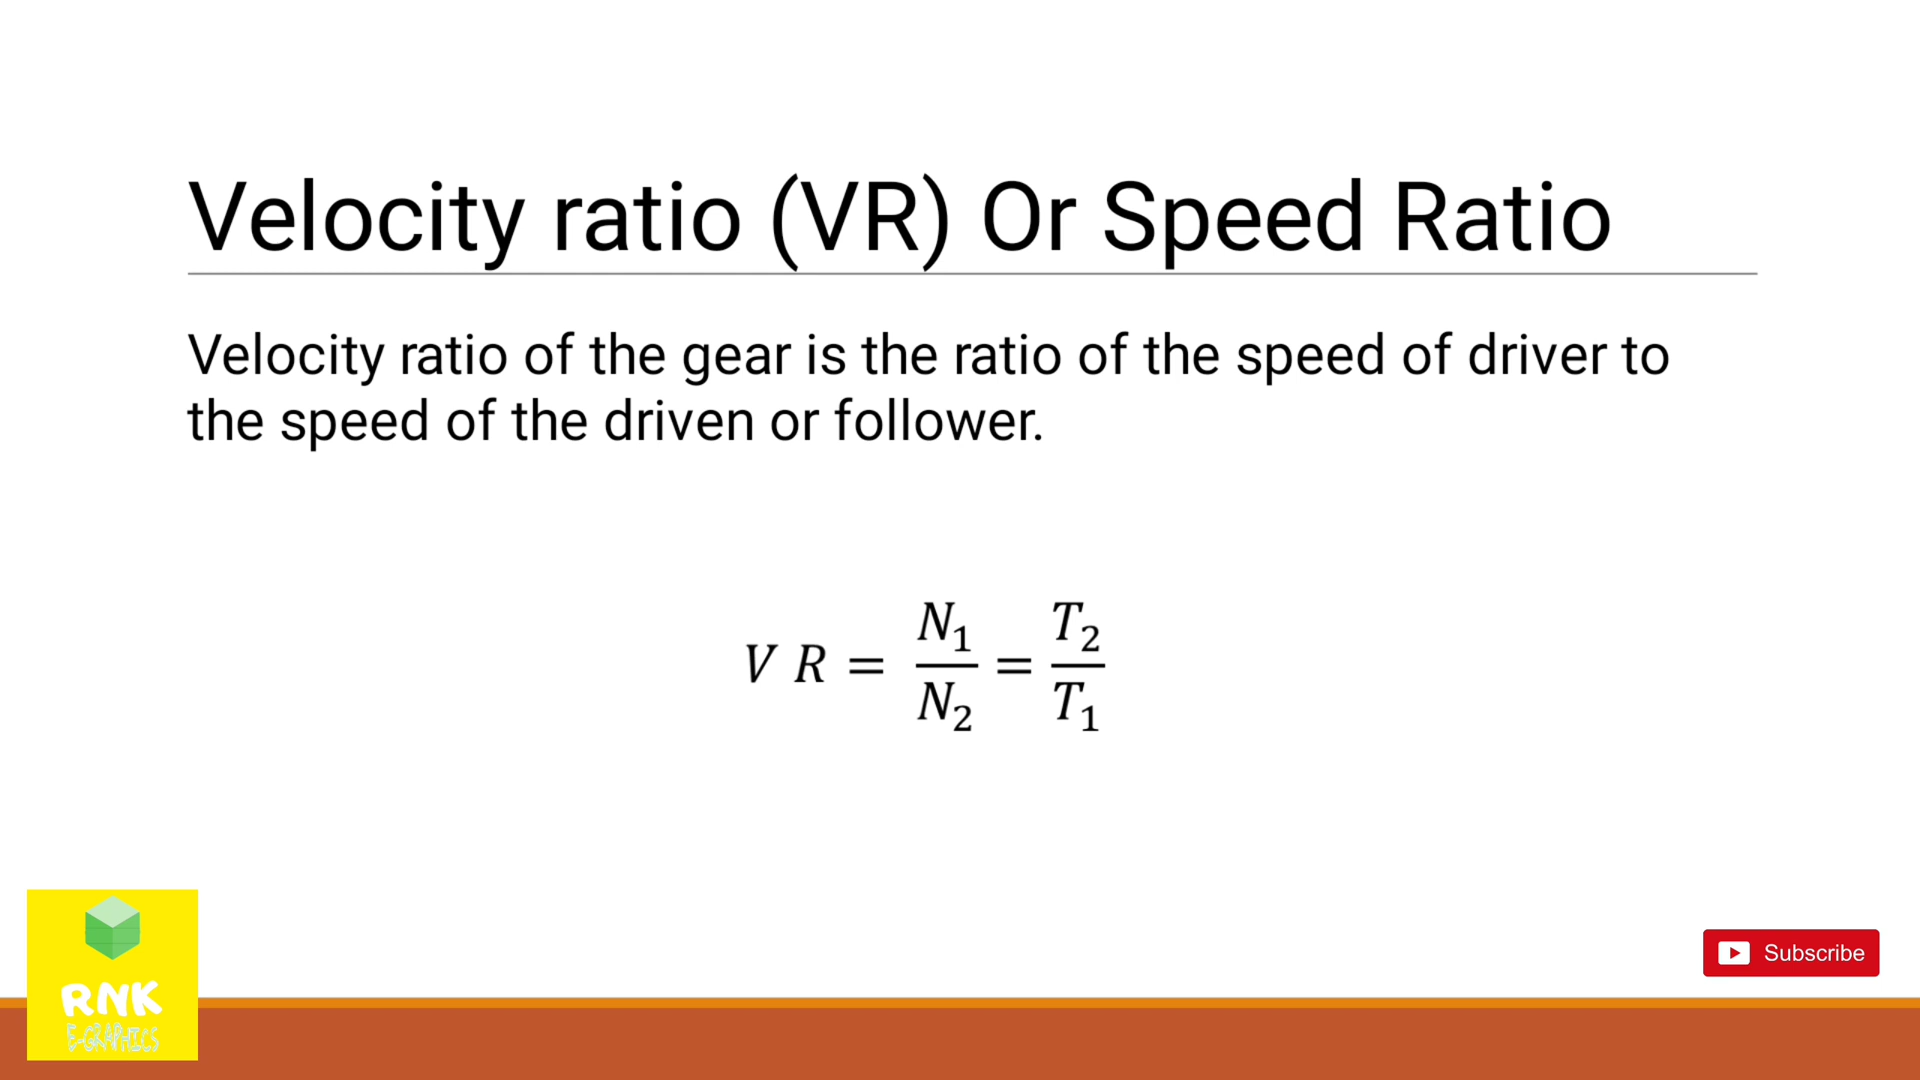 Velocity ratio (VR) Or Speed Ratio
Velocity ratio of the gear is the ratio of the speed of driver to
the speed of the driven or follower.
V R = N₁/N₂ = T₂/T₁
RNK
E-GRAPHICS
Subscribe